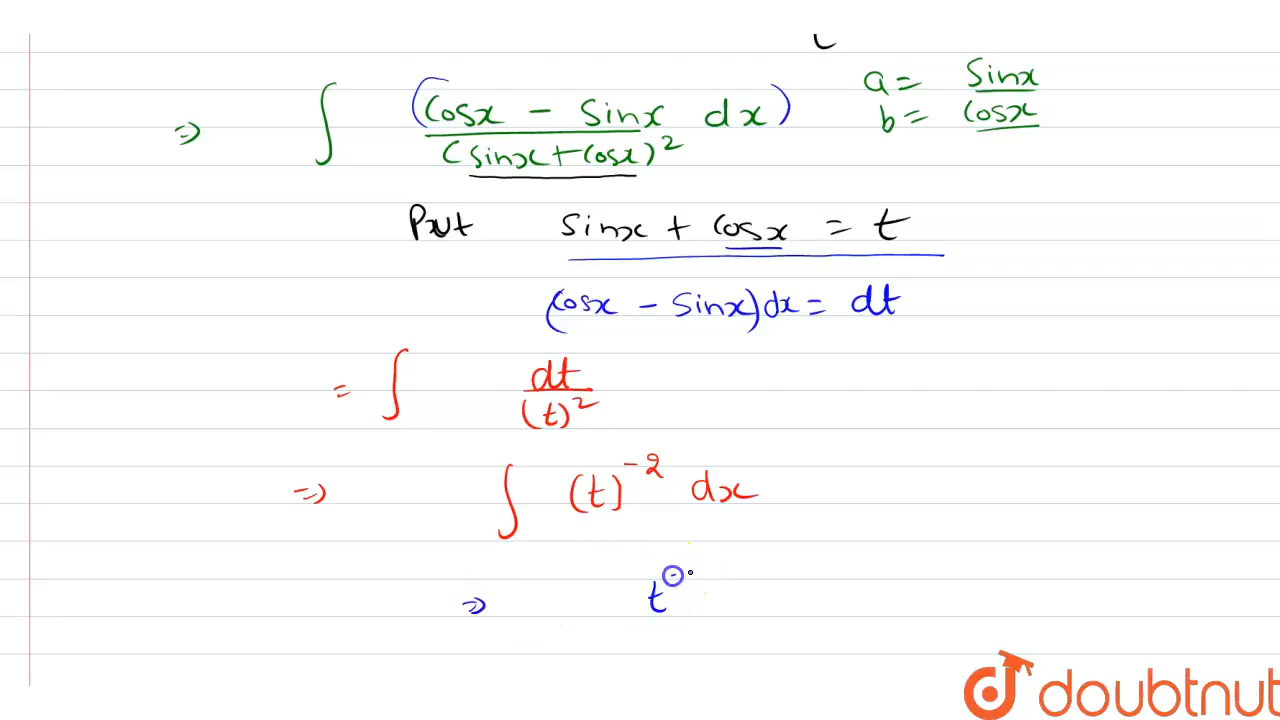 ⇒ ∫ (cosx - sinx dx) / (sinx+cosx)² a = sinx
b = cosx
Put sinx + cosx = t
(cosx - sinx)dx = dt
= ∫ dt/(t)²
⇒ ∫ (t)⁻² dx
⇒ t⁻
doubtnut